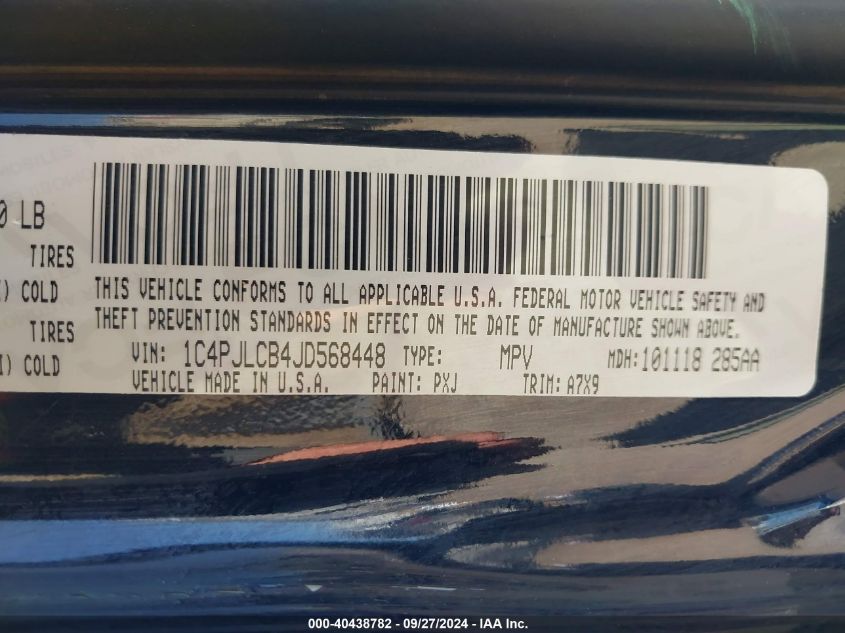 0 LB
TIRES
) COLD
TIRES
I) COLD
THIS VEHICLE CONFORMS TO ALL APPLICABLE U.S.A. FEDERAL MOTOR VEHICLE SAFETY AND
THEFT PREVENTION STANDARDS IN EFFECT ON THE DATE OF MANUFACTURE SHOWN ABOVE.
VIN: 1C4PJLCB4JD568448 TYPE: MPV MDH:101118 285AA
VEHICLE MADE IN U.S.A. PAINT: PXJ TRIM: A7X9
000-40438782 - 09/27/2024 - IAA Inc.